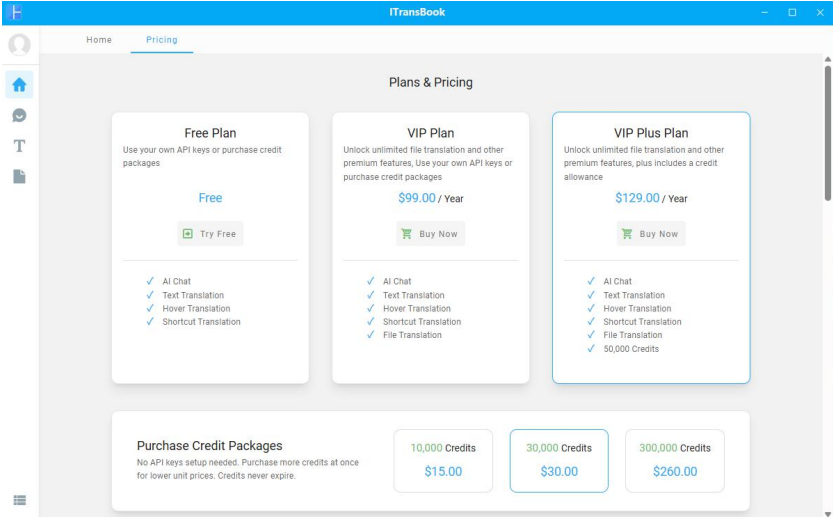 ITransBook
Home
Pricing
Plans & Pricing
Free Plan
Use your own API keys or purchase credit
packages
Free
Try Free
✓ AI Chat
✓ Text Translation
✓ Hover Translation
✓ Shortcut Translation
VIP Plan
Unlock unlimited file translation and other
premium features, Use your own API keys or
purchase credit packages
$99.00 / Year
Buy Now
✓ AI Chat
✓ Text Translation
✓ Hover Translation
✓ Shortcut Translation
✓ File Translation
VIP Plus Plan
Unlock unlimited file translation and other
premium features, plus includes a credit
allowance
$129.00 / Year
Buy Now
✓ AI Chat
✓ Text Translation
✓ Hover Translation
✓ Shortcut Translation
✓ File Translation
✓ 50,000 Credits
Purchase Credit Packages
No API keys setup needed. Purchase more credits at once
for lower unit prices. Credits never expire.
10,000 Credits
$15.00
30,000 Credits
$30.00
300,000 Credits
$260.00